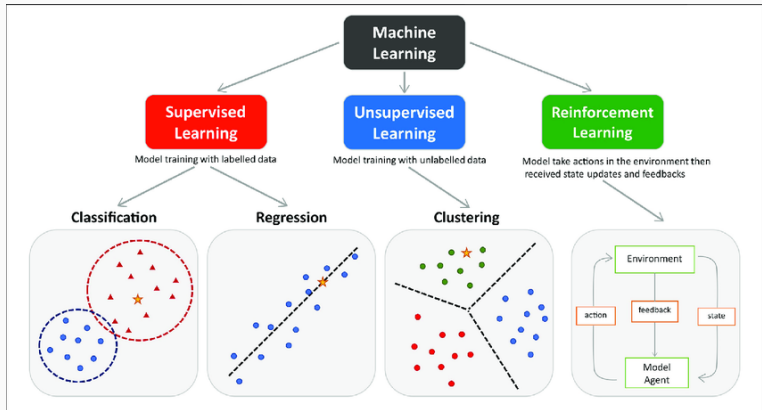 Machine
Learning
Supervised
Learning
Unsupervised
Learning
Reinforcement
Learning
Model training with labelled data
Model training with unlabelled data
Model take actions in the environment then
received state updates and feedbacks
Classification
Regression
Clustering
Environment
action
feedback
state
Model
Agent